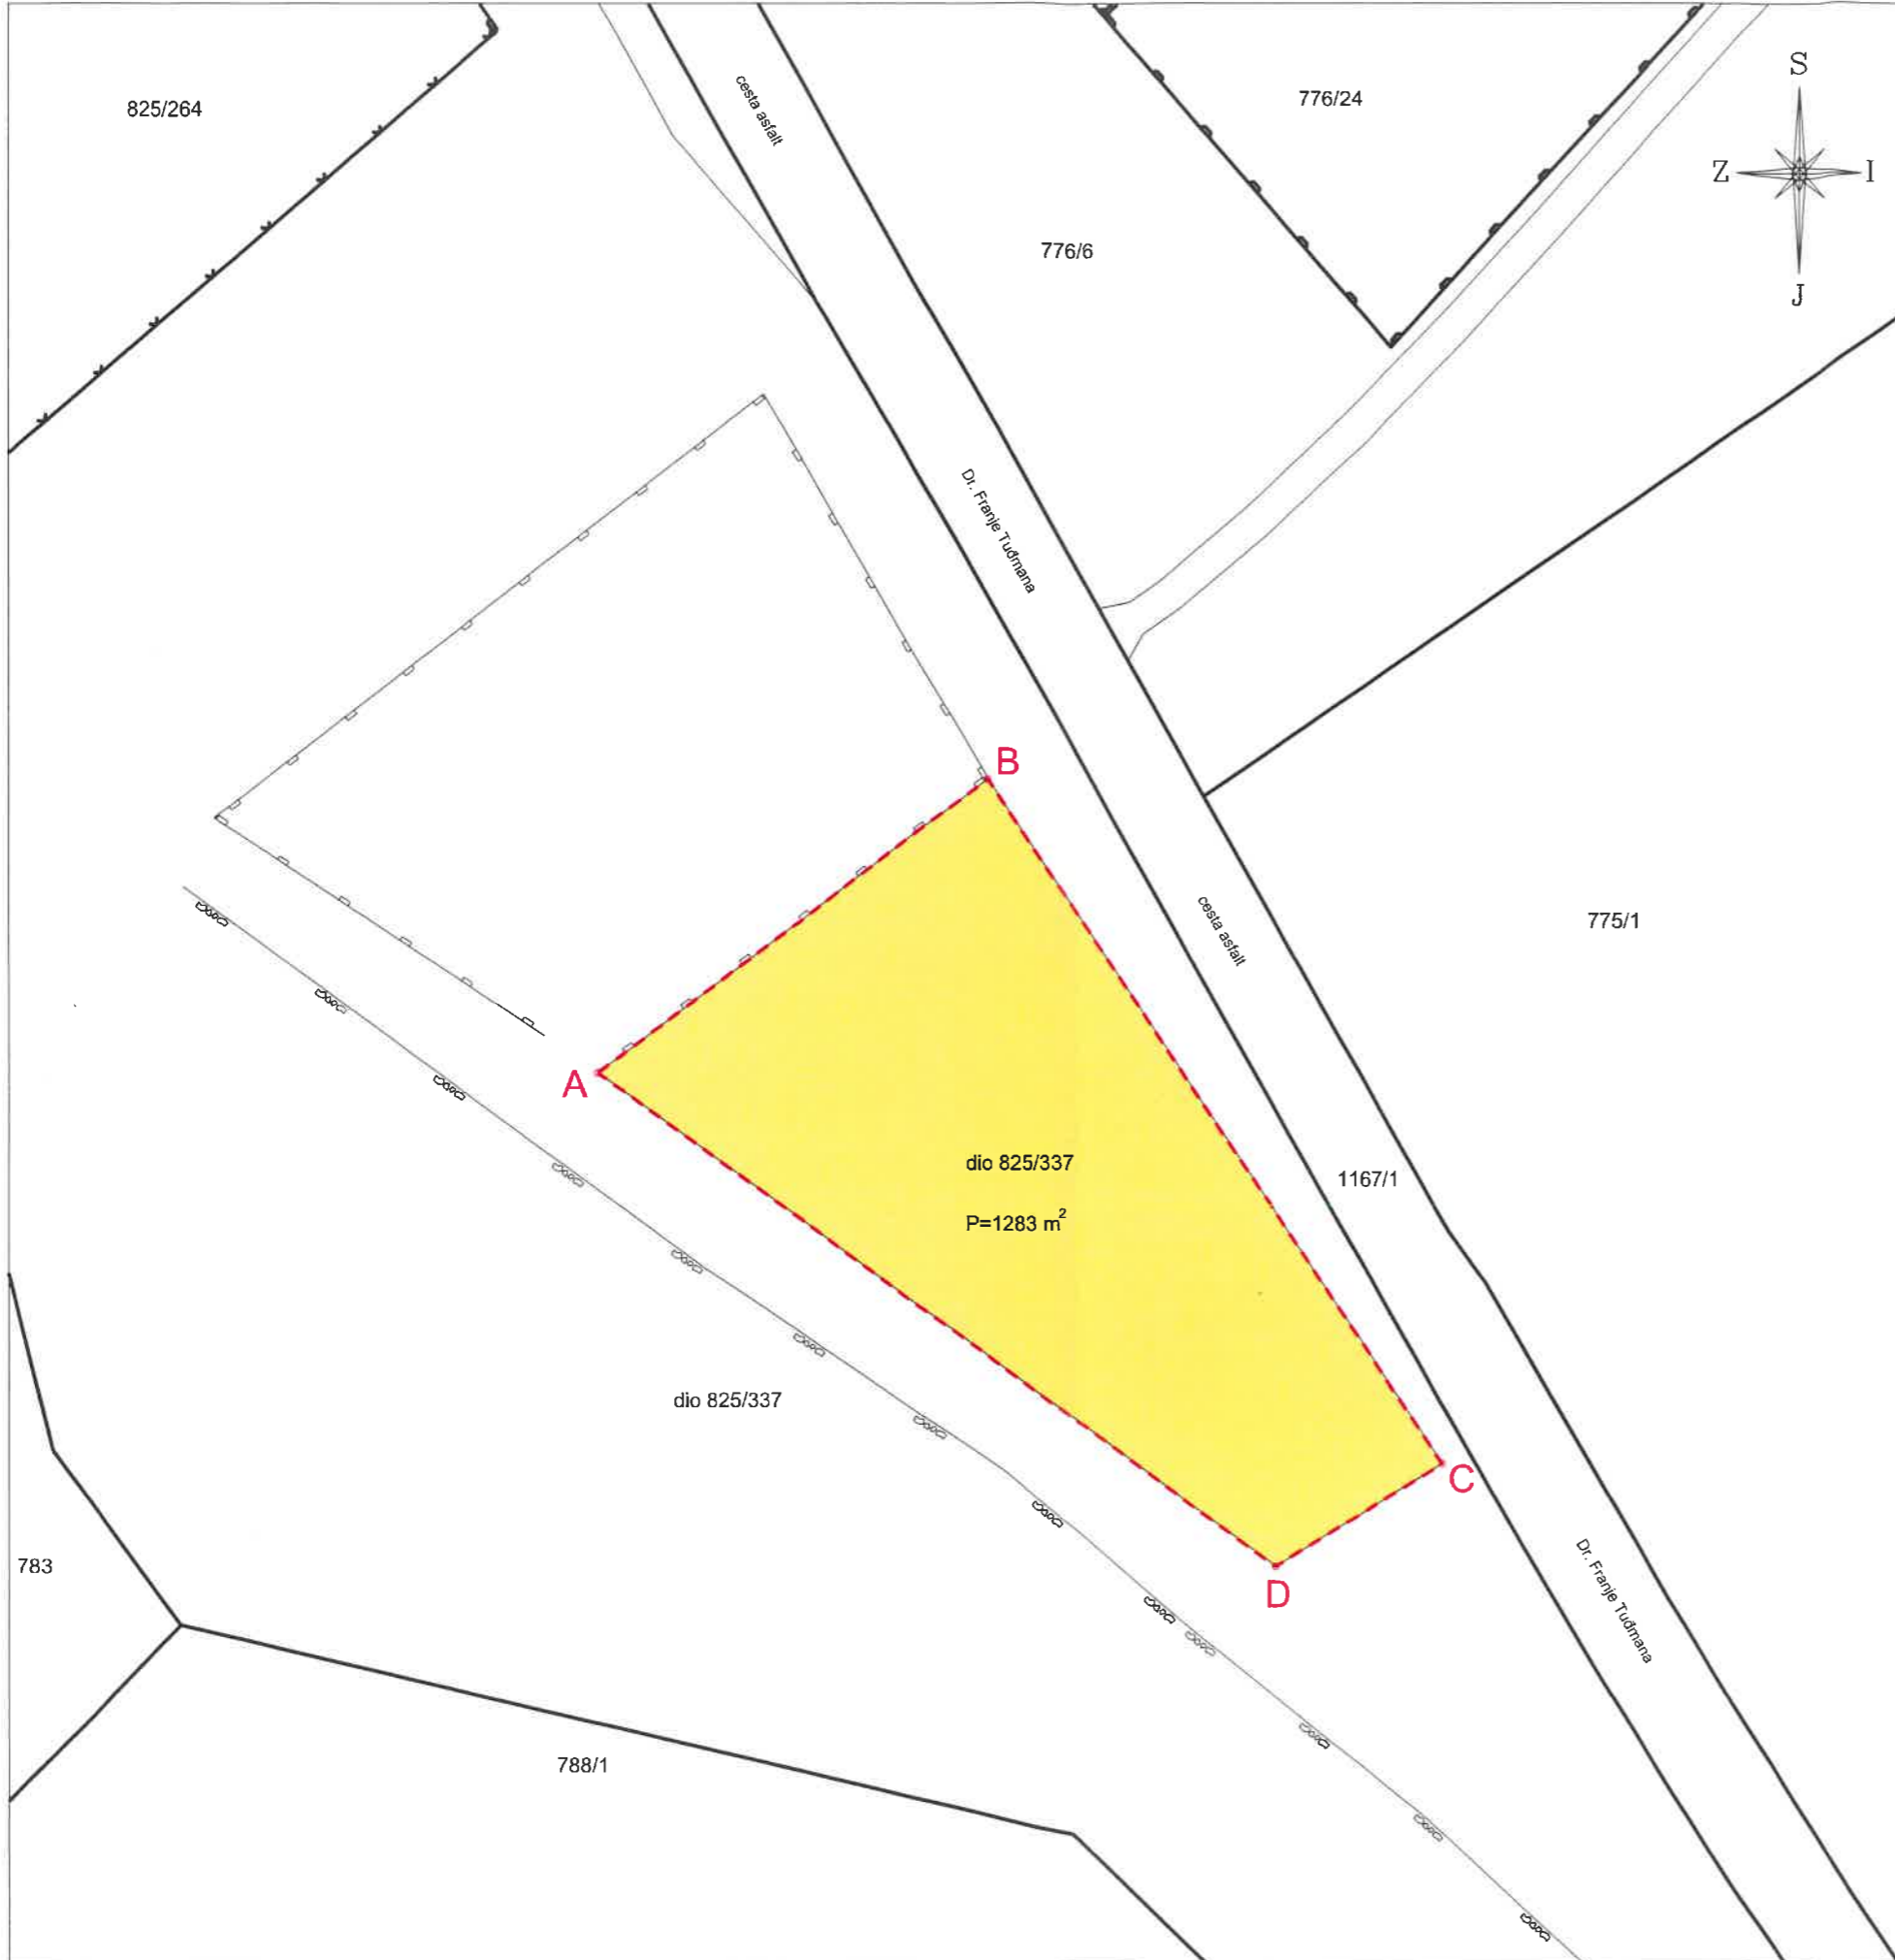 S
cesta asfalt
776/24
825/264
Z
I
776/6
J
Dr. Franje Tuđmana
B
cesta asfalt
775/1
A
dio 825/337
1167/1
P=1283 m²
dio 825/337
C
783
D
Dr. Franje Tuđmana
788/1